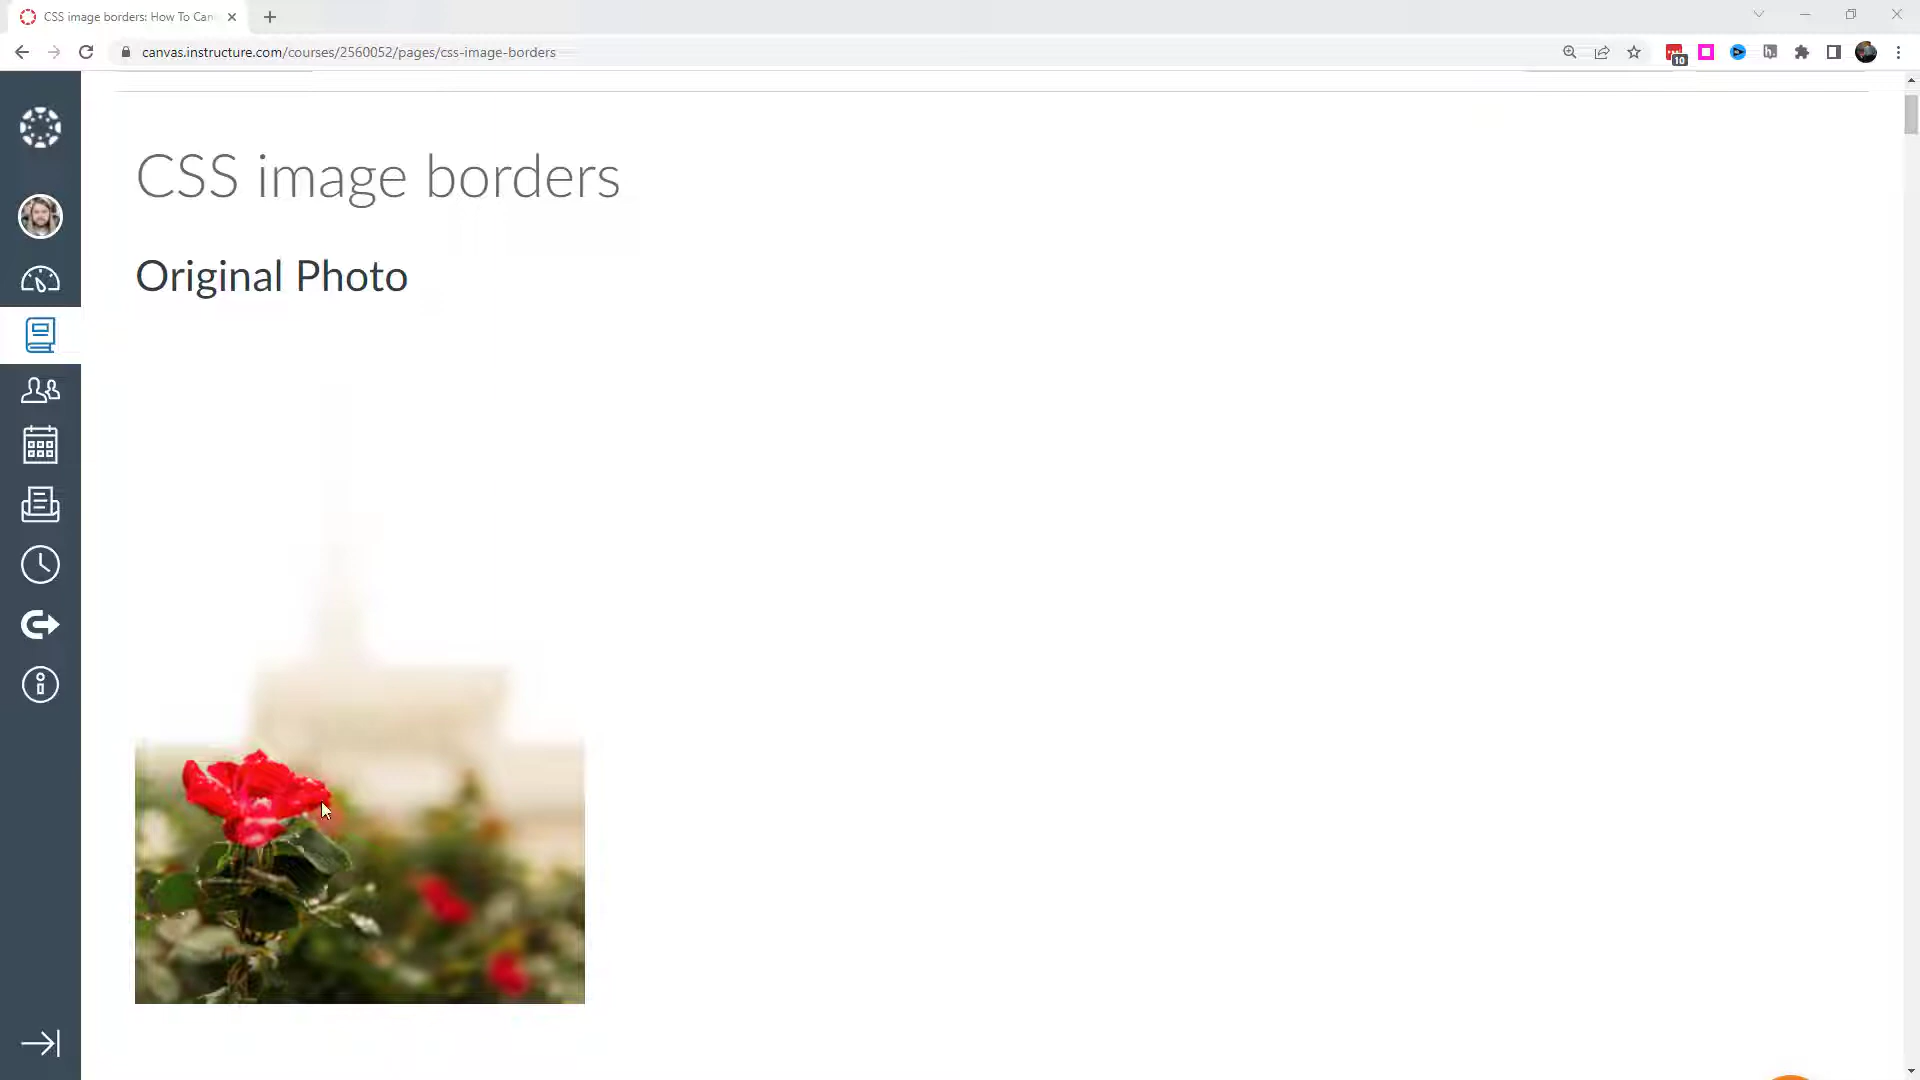 CSS image borders: How To Can
canvas.instructure.com/courses/2560052/pages/css-image-borders
10
h.
CSS image borders
Original Photo